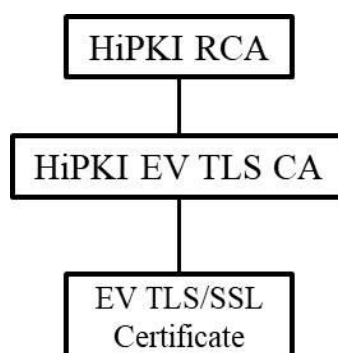 HiPKI RCA
HiPKI EV TLS CA
EV TLS/SSL
Certificate